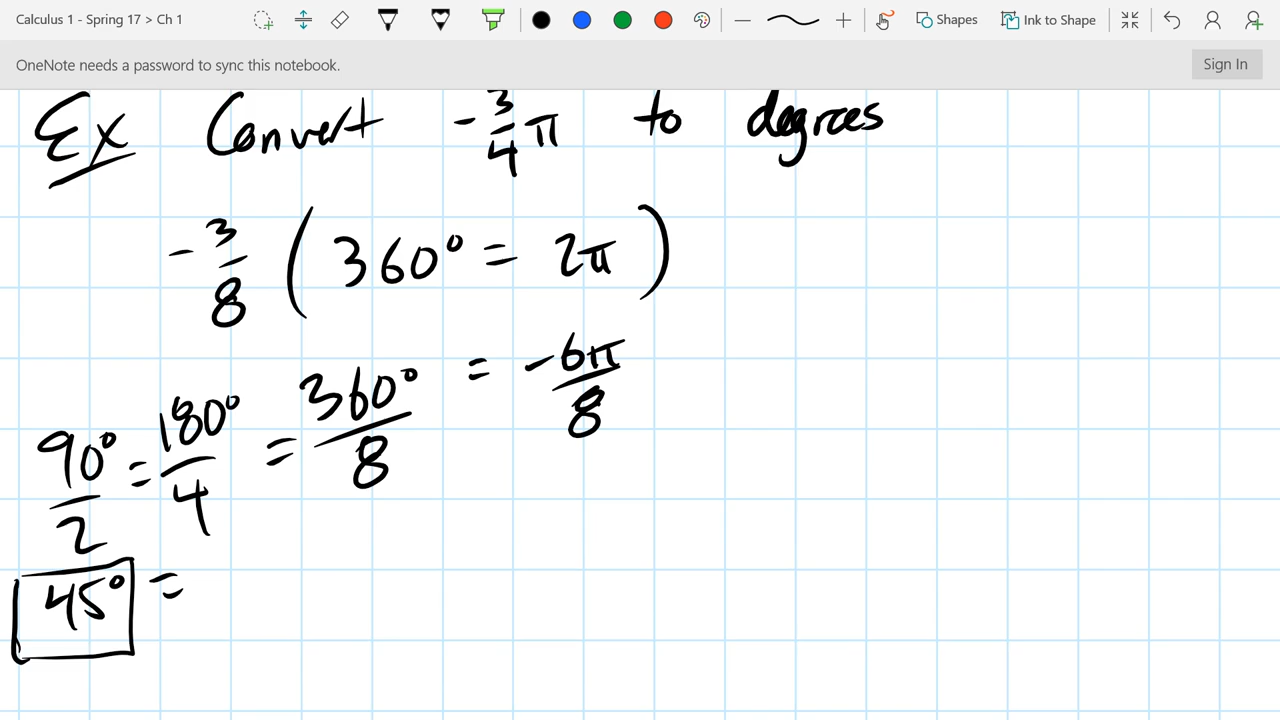 Calculus 1 - Spring 17 > Ch 1
Shapes
Ink to Shape
OneNote needs a password to sync this notebook.
Sign In
Ex Convert -3/4 π to degrees
-3/8 ( 360° = 2π )
90°/2 = 180°/4 = 360°/8 = -6π/8
45° =